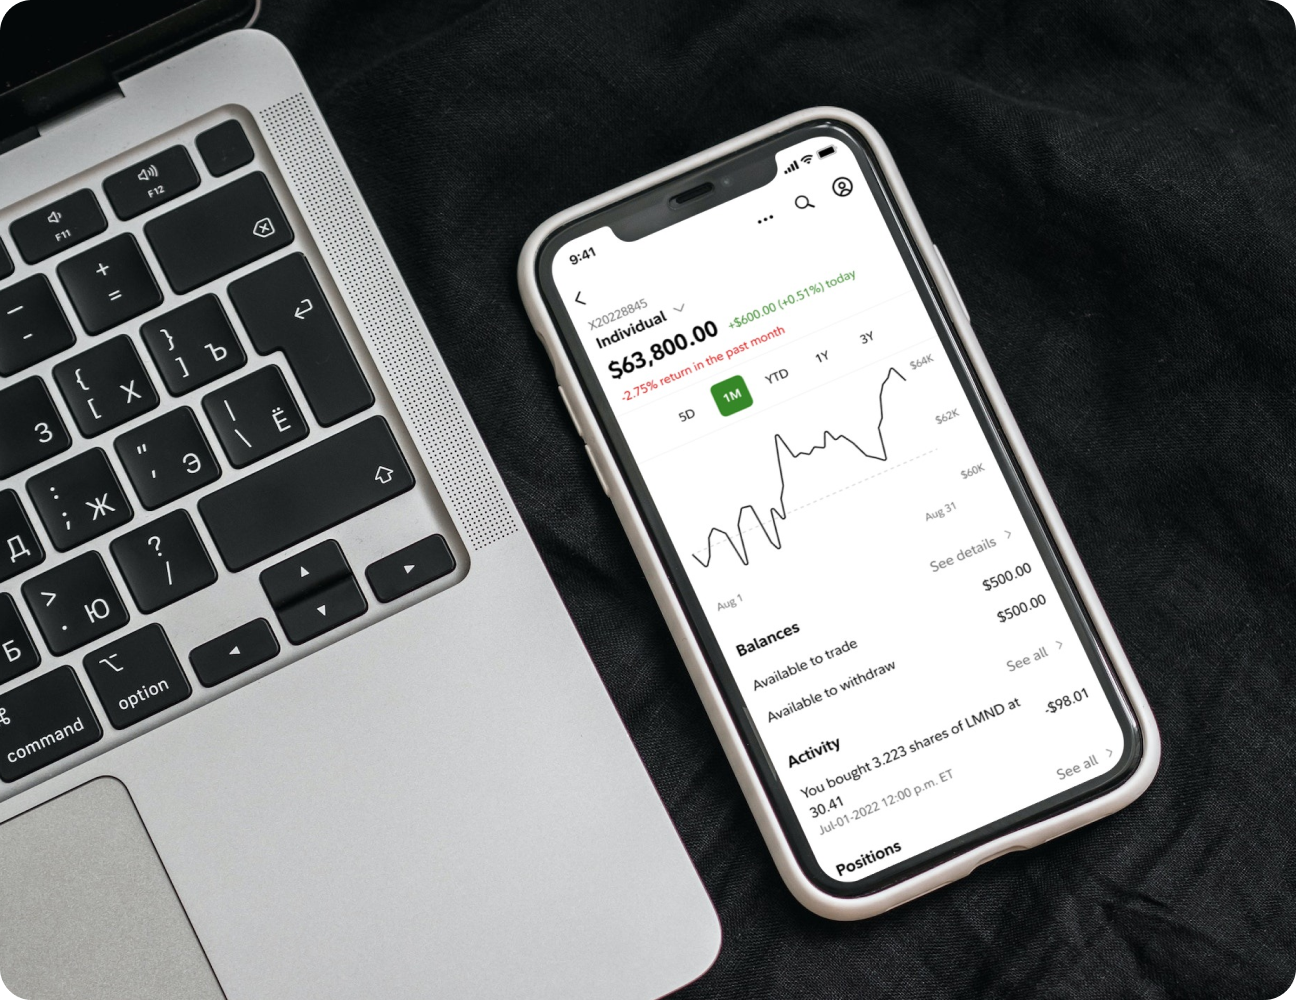 F11
F12
—
-
+
=
З
{
[
Х
}
]
Ъ
Д
:
;
Ж
"
'
Э
|
\
Ё
Б
>
.
Ю
?
/
command
option
9:41
X20228845
Individual
$63,800.00 +$600.00 (+0.51%) today
-2.75% return in the past month
5D 1M YTD 1Y 3Y
$64K
$62K
$60K
Aug 1 Aug 31
See details
Balances
Available to trade $500.00
Available to withdraw $500.00
See all
Activity
You bought 3.223 shares of LMND at -$98.01
30.41
Jul-01-2022 12:00 p.m. ET
See all
Positions